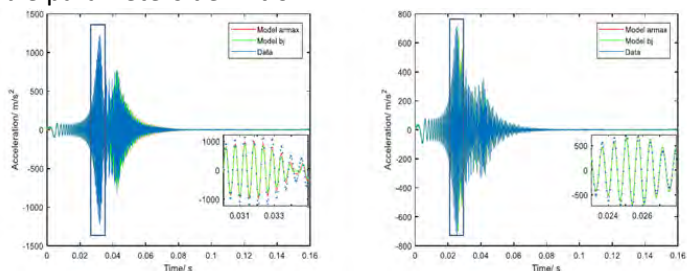 1500
1000
500
0
-500
-1000
-1500
Acceleration/ m/s²
0 0.02 0.04 0.06 0.08 0.1 0.12 0.14 0.16
Time/ s
Model armax
Model bj
Data
1000
0
-1000
0.031 0.033
800
600
400
200
0
-200
-400
-600
-800
Acceleration/ m/s²
0 0.02 0.04 0.06 0.08 0.1 0.12 0.14 0.16
Time/ s
Model armax
Model bj
Data
500
0
-500
0.024 0.026